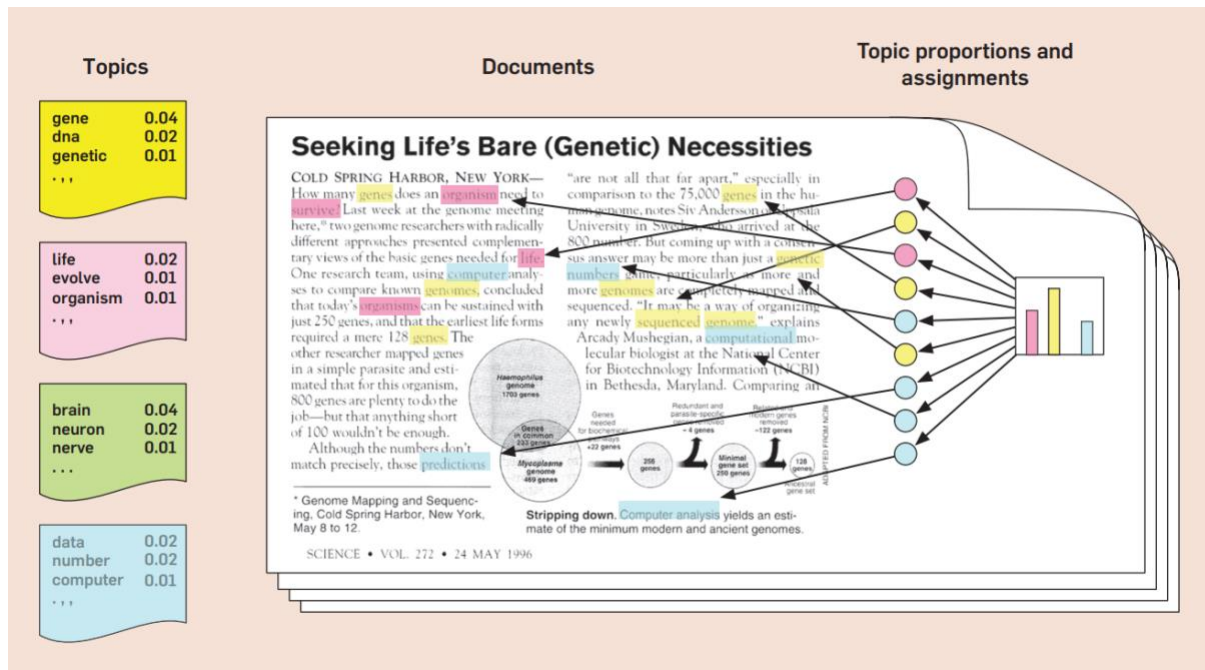 Topics
gene 0.04
dna 0.02
genetic 0.01
. , ,
life 0.02
evolve 0.01
organism 0.01
. , ,
brain 0.04
neuron 0.02
nerve 0.01
. . .
data 0.02
number 0.02
computer 0.01
. , ,
Documents
Topic proportions and
assignments
Seeking Life's Bare (Genetic) Necessities
COLD SPRING HARBOR, NEW YORK—
How many genes does an organism need to
survive? Last week at the genome meeting
here,* two genome researchers with radically
different approaches presented complemen-
tary views of the basic genes needed for life.
One research team, using computer analy-
ses to compare known genomes, concluded
that today's organisms can be sustained with
just 250 genes, and that the earliest life forms
required a mere 128 genes. The
other researcher mapped genes
in a simple parasite and esti-
mated that for this organism,
800 genes are plenty to do the
job—but that anything short
of 100 wouldn't be enough.
Although the numbers don't
match precisely, those predictions
* Genome Mapping and Sequenc-
ing, Cold Spring Harbor, New York,
May 8 to 12.
"are not all that far apart," especially in
comparison to the 75,000 genes in the hu-
man genome, notes Siv Andersson of Uppsala
University in Sweden, who arrived at the
800 number. But coming up with a consen-
sus answer may be more than just a genetic
numbers game, particularly as more and
more genomes are completely mapped and
sequenced. "It may be a way of organizing
any newly sequenced genome," explains
Arcady Mushegian, a computational mo-
lecular biologist at the National Center
for Biotechnology Information (NCBI)
in Bethesda, Maryland. Comparing an
Haemophilus
genome
1703 genes
Genes
in common
233 genes
Mycoplasma
genome
469 genes
Genes
needed
for biochemical
pathways
+22 genes
256
genes
Redundant and
parasite-specific
genes removed
– 4 genes
Minimal
gene set
250 genes
Related and
modern genes
removed
–122 genes
128
genes
Ancestral
gene set
ADAPTED FROM NCBI
Stripping down. Computer analysis yields an esti-
mate of the minimum modern and ancient genomes.
SCIENCE • VOL. 272 • 24 MAY 1996